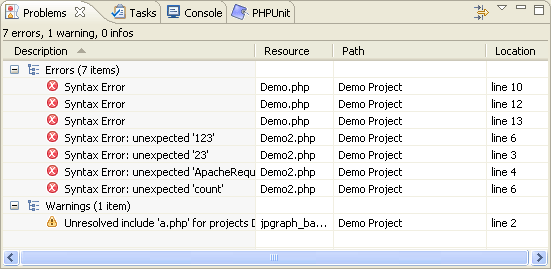 Problems Tasks Console PHPUnit
7 errors, 1 warning, 0 infos
Description Resource Path Location
Errors (7 items)
Syntax Error Demo.php Demo Project line 10
Syntax Error Demo.php Demo Project line 12
Syntax Error Demo.php Demo Project line 13
Syntax Error: unexpected '123' Demo2.php Demo Project line 6
Syntax Error: unexpected '23' Demo2.php Demo Project line 3
Syntax Error: unexpected 'ApacheRequ Demo2.php Demo Project line 4
Syntax Error: unexpected 'count' Demo2.php Demo Project line 6
Warnings (1 item)
Unresolved include 'a.php' for projects D jpgraph_ba... Demo Project line 2